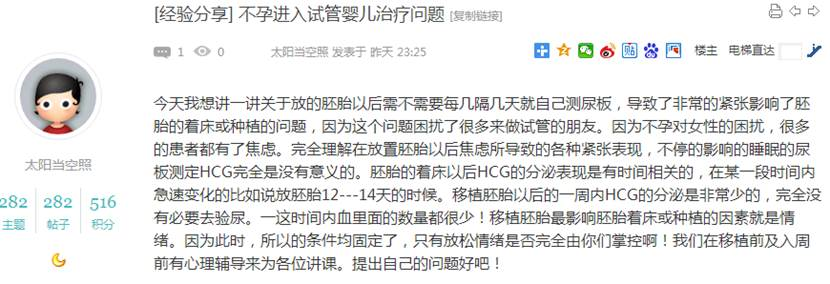 [经验分享] 不孕进入试管婴儿治疗问题 [复制链接]
1 0 太阳当空照 发表于 昨天 23:25 楼主 电梯直达
今天我想讲一讲关于放的胚胎以后需不需要每几隔几天就自己测尿板，导致了非常的紧张影响了胚
胎的着床或种植的问题，因为这个问题困扰了很多来做试管的朋友。因为不孕对女性的困扰，很多
的患者都有了焦虑。完全理解在放置胚胎以后焦虑所导致的各种紧张表现，不停的影响的睡眠的尿
板测定HCG完全是没有意义的。胚胎的着床以后HCG的分泌表现是有时间相关的，在某一段时间内
急速变化的比如说放胚胎12---14天的时候。移植胚胎以后的一周内HCG的分泌是非常少的，完全没
有必要去验尿。一这时间内血里面的数量都很少！移植胚胎最影响胚胎着床或种植的因素就是情
绪。因为此时，所以的条件均固定了，只有放松情绪是否完全由你们掌控啊！我们在移植前及入周
前有心理辅导来为各位讲课。提出自己的问题好吧！
太阳当空照
282 282 516
主题 帖子 积分